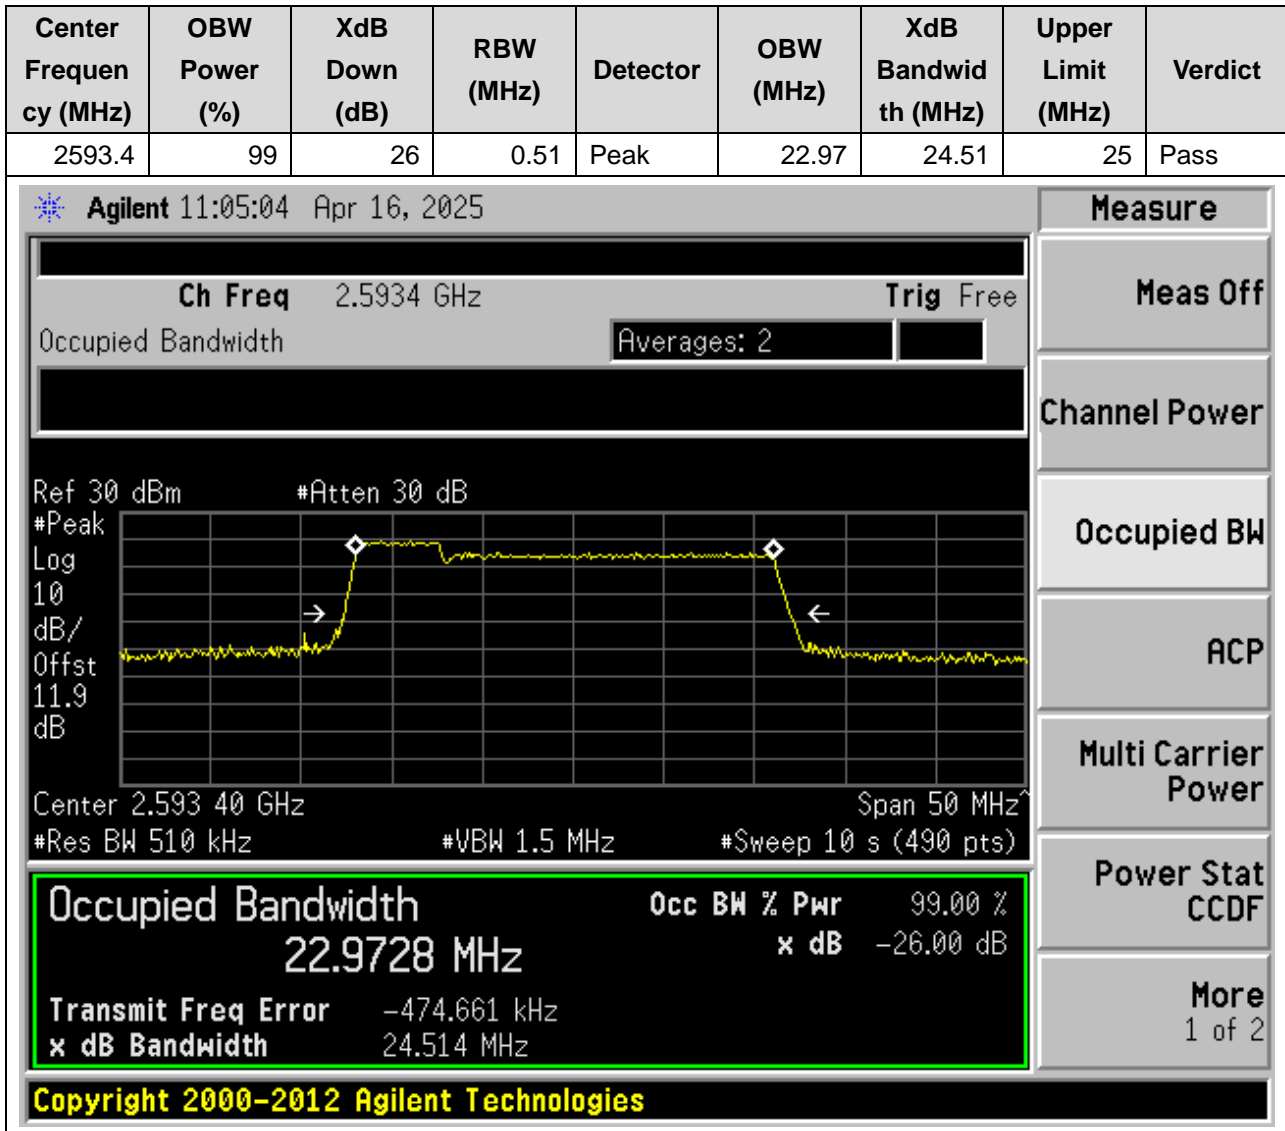 Center Frequen cy (MHz) OBW Power (%) XdB Down (dB) RBW (MHz) Detector OBW (MHz) XdB Bandwid th (MHz) Upper Limit (MHz) Verdict
2593.4 99 26 0.51 Peak 22.97 24.51 25 Pass
Agilent 11:05:04 Apr 16, 2025
Measure
Ch Freq 2.5934 GHz Trig Free
Occupied Bandwidth Averages: 2
Meas Off
Channel Power
Occupied BW
ACP
Multi Carrier
Power
Power Stat
CCDF
More
1 of 2
Ref 30 dBm #Atten 30 dB
#Peak
Log
10
dB/
Offst
11.9
dB
Center 2.593 40 GHz Span 50 MHz^
#Res BW 510 kHz #VBW 1.5 MHz #Sweep 10 s (490 pts)
Occupied Bandwidth Occ BW % Pwr 99.00 %
22.9728 MHz x dB -26.00 dB
Transmit Freq Error -474.661 kHz
x dB Bandwidth 24.514 MHz
Copyright 2000-2012 Agilent Technologies